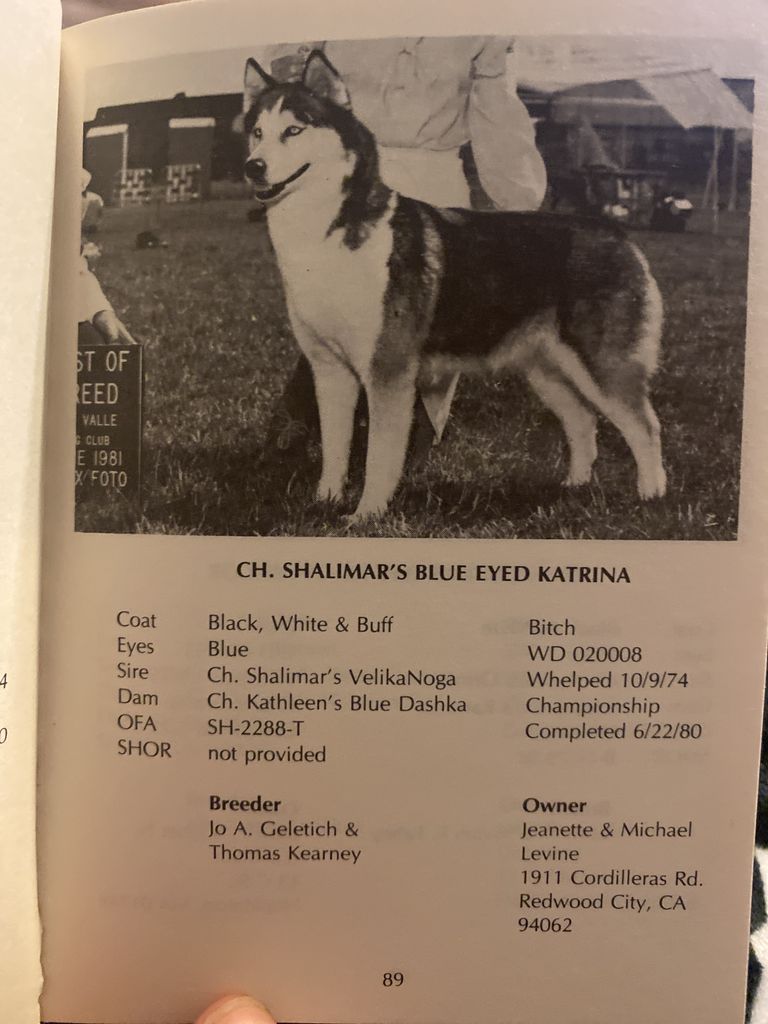 ST OF
REED
VALLE
G CLUB
E 1981
X/FOTO
CH. SHALIMAR'S BLUE EYED KATRINA
Coat Black, White & Buff
Eyes Blue
Sire Ch. Shalimar's VelikaNoga
Dam Ch. Kathleen's Blue Dashka
OFA SH-2288-T
SHOR not provided
Bitch
WD 020008
Whelped 10/9/74
Championship
Completed 6/22/80
Breeder
Jo A. Geletich &
Thomas Kearney
Owner
Jeanette & Michael
Levine
1911 Cordilleras Rd.
Redwood City, CA
94062
89
4
0